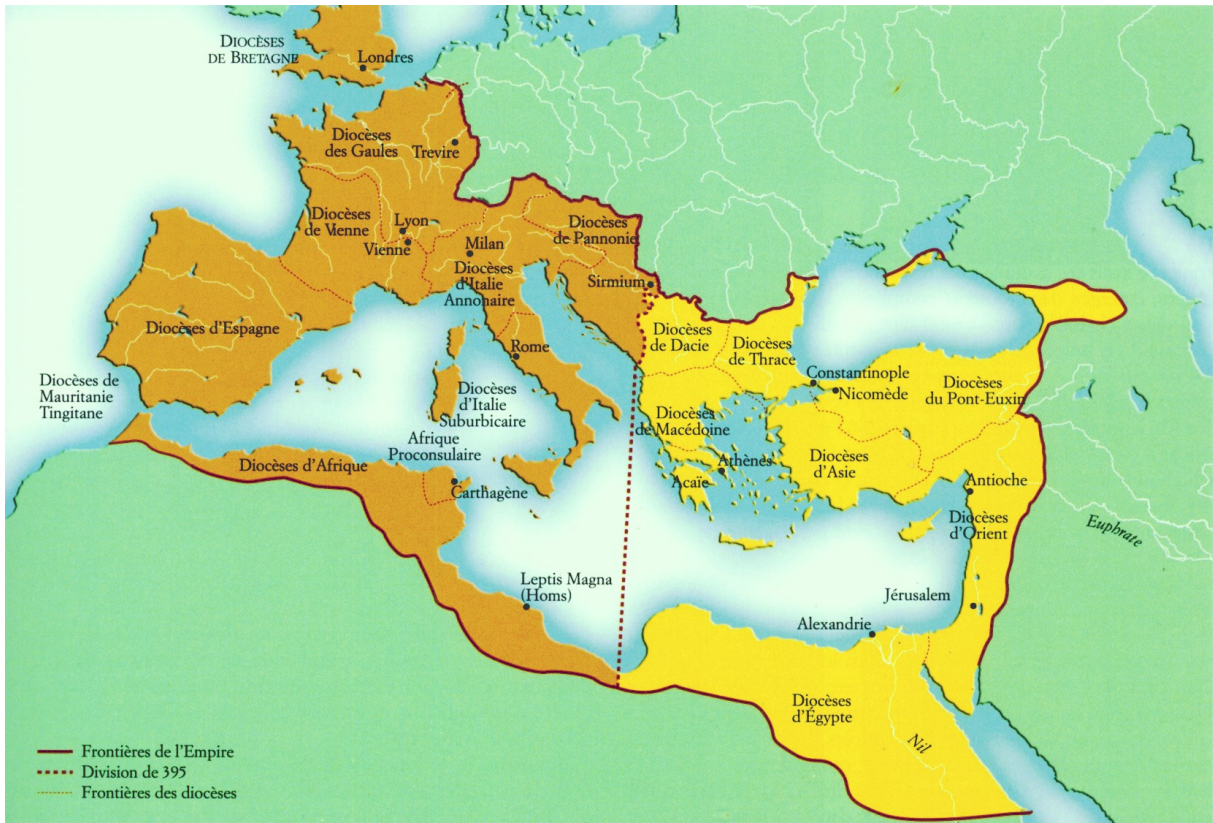 DIOCÈSES
DE BRETAGNE
Londres
Diocèses
des Gaules
Trevire
Diocèses
de Vienne
Lyon
Vienne
Milan
Diocèses
d'Italie
Annonaire
Diocèses
de Pannonie
Sirmium
Diocèses d'Espagne
Rome
Diocèses
de Dacie
Diocèses
de Thrace
Constantinople
Nicomède
Diocèses
du Pont-Euxin
Diocèses de
Mauritanie
Tingitane
Diocèses
d'Italie
Suburbicaire
Afrique
Proconsulaire
Diocèses
de Macédoine
Diocèses d'Afrique
Carthagène
Athènes
Acaïe
Diocèses
d'Asie
Antioche
Diocèses
d'Orient
Euphrate
Leptis Magna
(Homs)
Jérusalem
Alexandrie
Diocèses
d'Égypte
Nil
Frontières de l'Empire
Division de 395
Frontières des diocèses